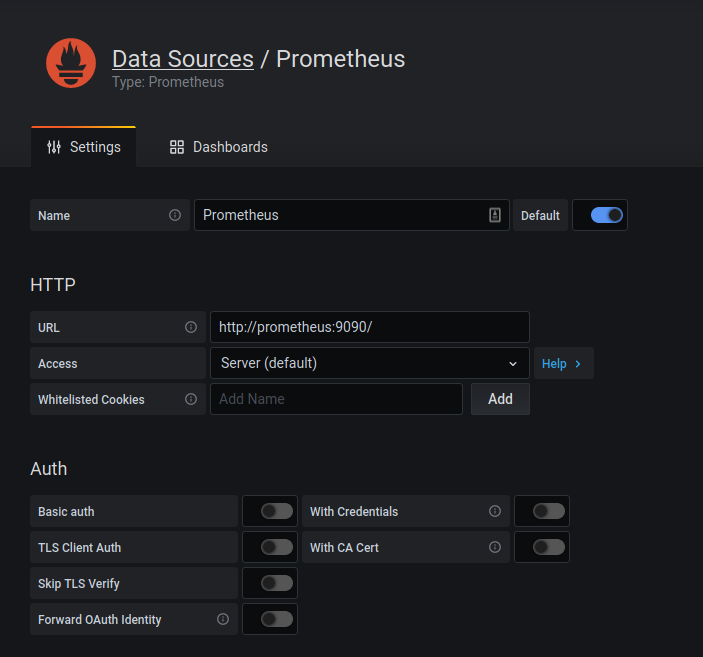 Data Sources / Prometheus
Type: Prometheus
Settings Dashboards
Name Prometheus Default
HTTP
URL http://prometheus:9090/
Access Server (default) Help >
Whitelisted Cookies Add Name Add
Auth
Basic auth With Credentials
TLS Client Auth With CA Cert
Skip TLS Verify
Forward OAuth Identity